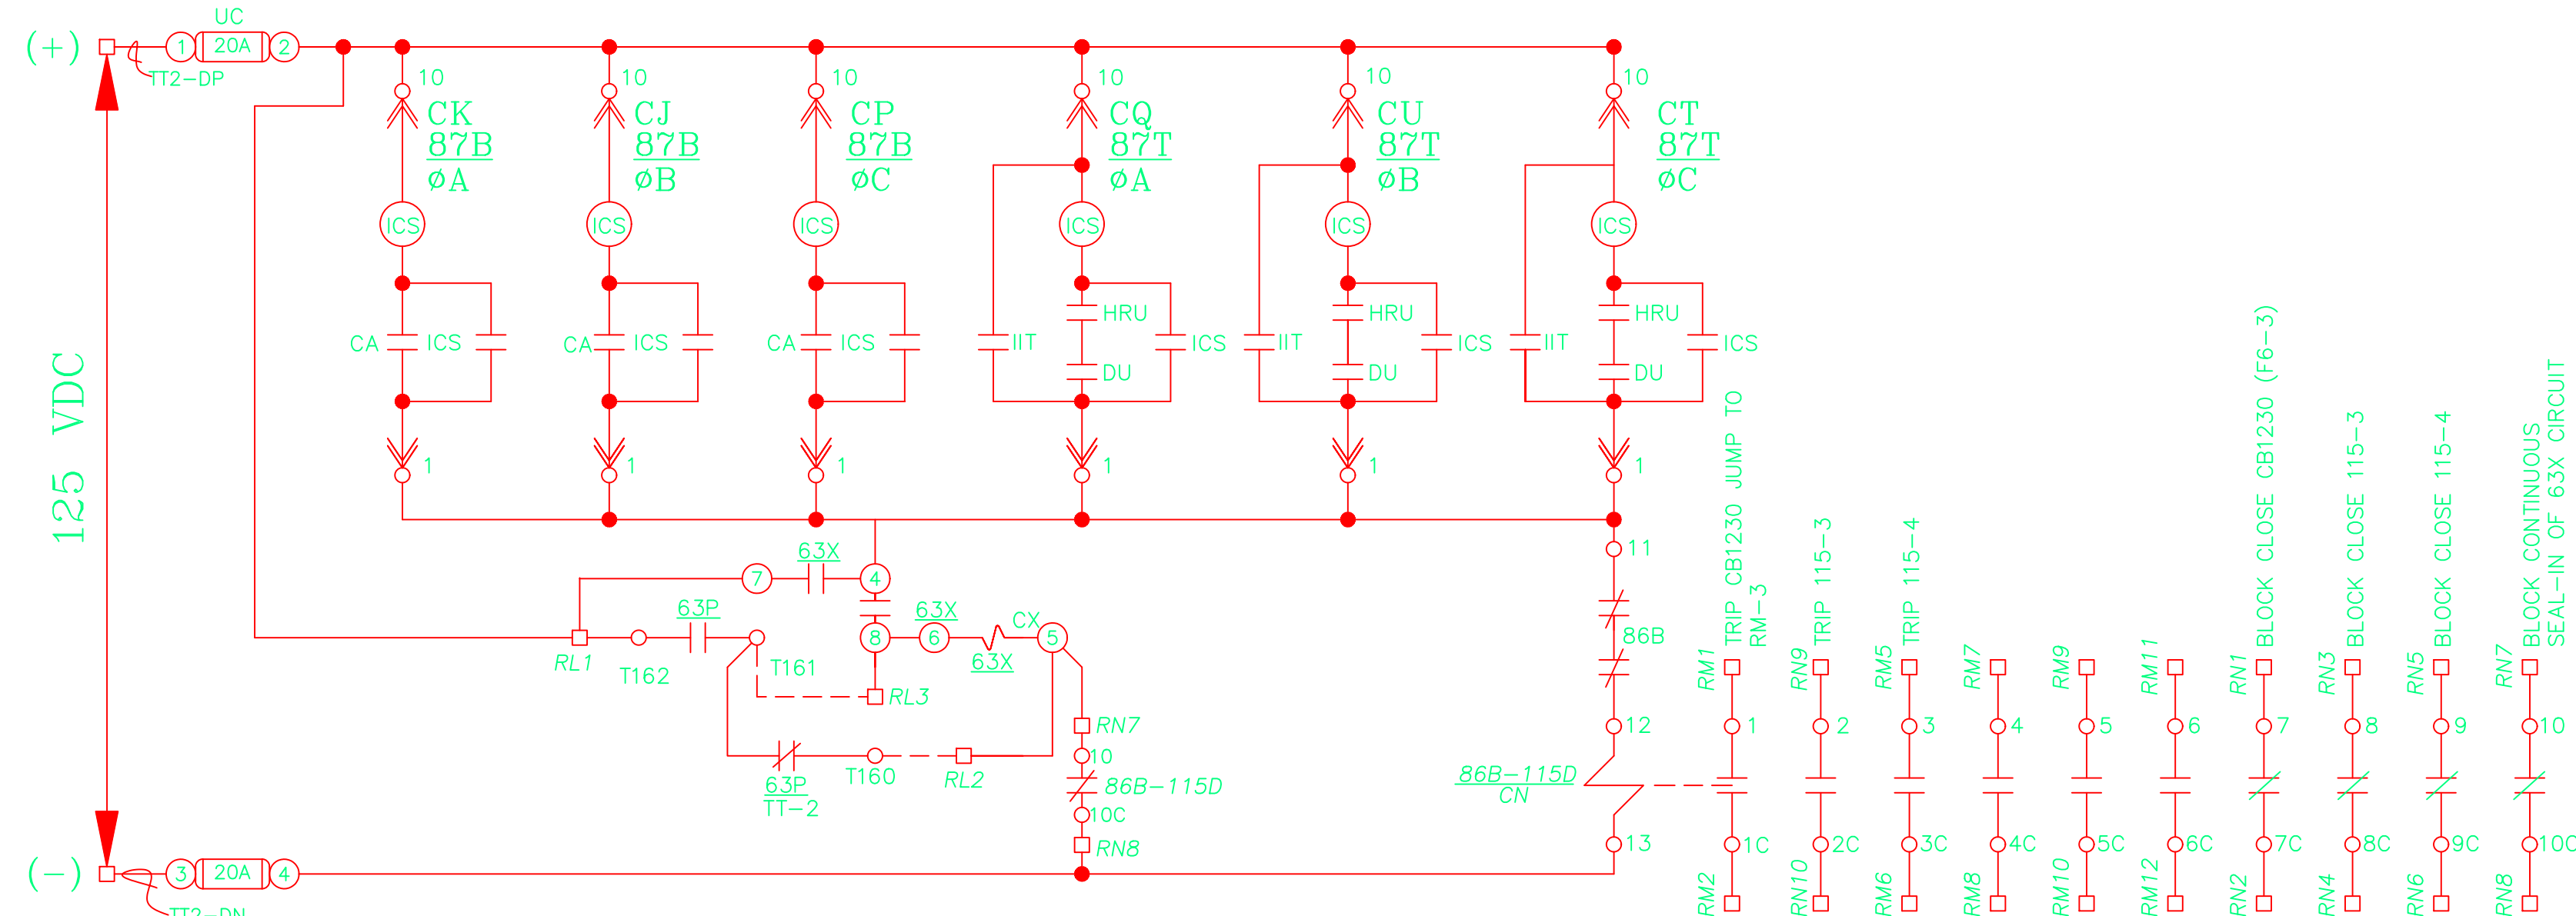 UC
(+)
1
20A
2
TT2-DP
10
10
10
10
10
10
CK
87B
øA
CJ
87B
øB
CP
87B
øC
CQ
87T
øA
CU
87T
øB
CT
87T
øC
ICS
ICS
ICS
ICS
ICS
ICS
125 VDC
CA
ICS
CA
ICS
CA
ICS
IIT
HRU
DU
ICS
IIT
HRU
DU
ICS
IIT
HRU
DU
ICS
1
1
1
1
1
1
11
63X
7
4
63P
63X
CX
8
6
5
RL1
T162
T161
63X
RL3
86B
RN7
12
10
63P
TT-2
T160
RL2
86B-115D
10C
RN8
86B-115D
CN
13
(-)
3
20A
4
TT2-DN
TRIP CB1230 JUMP TO
RM-3
TRIP 115-3
TRIP 115-4
BLOCK CLOSE CB1230 (F6-3)
BLOCK CLOSE 115-3
BLOCK CLOSE 115-4
BLOCK CONTINUOUS
SEAL-IN OF 63X CIRCUIT
RM1
RN9
RM5
RM7
RM9
RM11
RN1
RN3
RN5
RN7
1
2
3
4
5
6
7
8
9
10
1C
2C
3C
4C
5C
6C
7C
8C
9C
10C
RM2
RN10
RM6
RM8
RM10
RM12
RN2
RN4
RN6
RN8